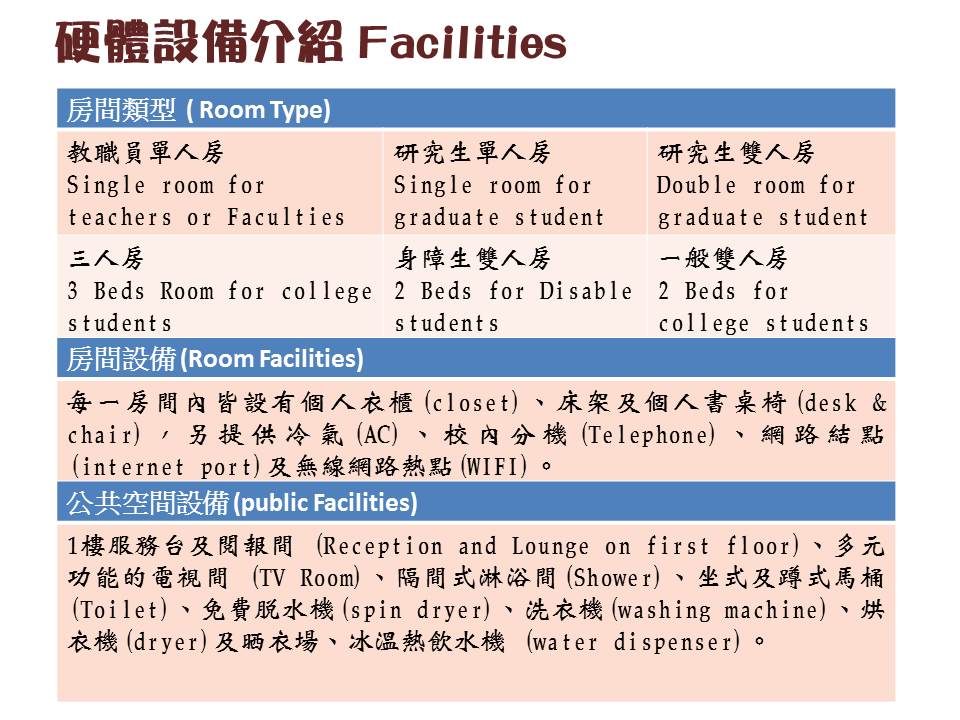 硬體設備介紹 Facilities
房間類型 ( Room Type)
教職員單人房
Single room for
teachers or Faculties
研究生單人房
Single room for
graduate student
研究生雙人房
Double room for
graduate student
三人房
3 Beds Room for college
students
身障生雙人房
2 Beds for Disable
students
一般雙人房
2 Beds for
college students
房間設備(Room Facilities)
每一房間內皆設有個人衣櫃(closet)、床架及個人書桌椅(desk &
chair)，另提供冷氣(AC)、校內分機(Telephone)、網路結點
(internet port)及無線網路熱點(WIFI)。
公共空間設備(public Facilities)
1樓服務台及閱報間 (Reception and Lounge on first floor)、多元
功能的電視間 (TV Room)、隔間式淋浴間(Shower)、坐式及蹲式馬桶
(Toilet)、免費脫水機(spin dryer)、洗衣機(washing machine)、烘
衣機(dryer)及晒衣場、冰溫熱飲水機 (water dispenser)。